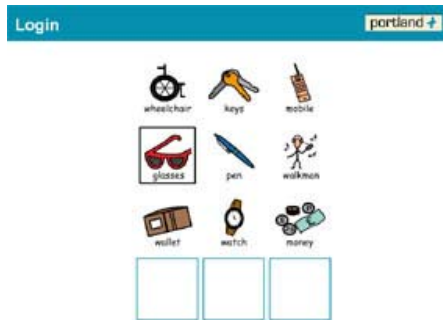 Login
portland
wheelchair keys mobile
glasses pen walkman
wallet watch money